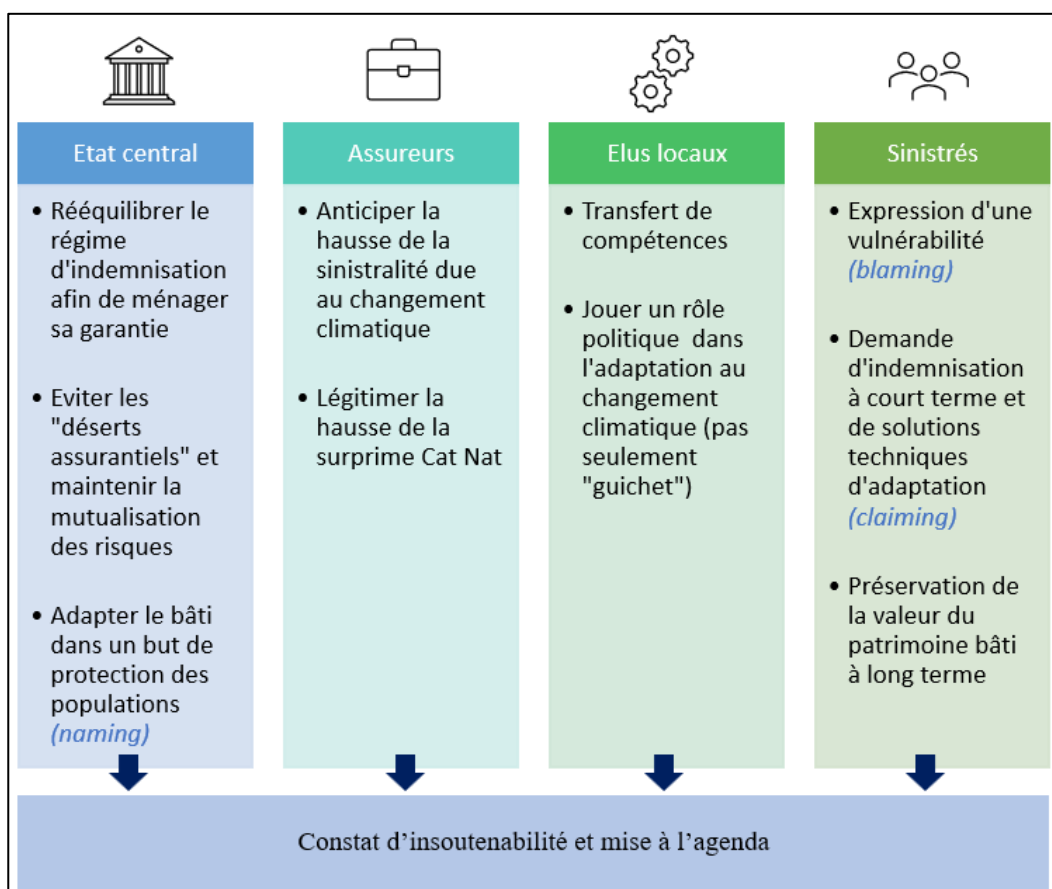 Etat central
• Rééquilibrer le
régime
d'indemnisation
afin de ménager
sa garantie
• Eviter les
"déserts
assurantiels" et
maintenir la
mutualisation
des risques
• Adapter le bâti
dans un but de
protection des
populations
(naming)
Assureurs
• Anticiper la
hausse de la
sinistralité due
au changement
climatique
• Légitimer la
hausse de la
surprime Cat Nat
Elus locaux
• Transfert de
compétences
• Jouer un rôle
politique dans
l'adaptation au
changement
climatique (pas
seulement
"guichet")
Sinistrés
• Expression d'une
vulnérabilité
(blaming)
• Demande
d'indemnisation
à court terme et
de solutions
techniques
d'adaptation
(claiming)
• Préservation de
la valeur du
patrimoine bâti
à long terme
Constat d’insoutenabilité et mise à l’agenda